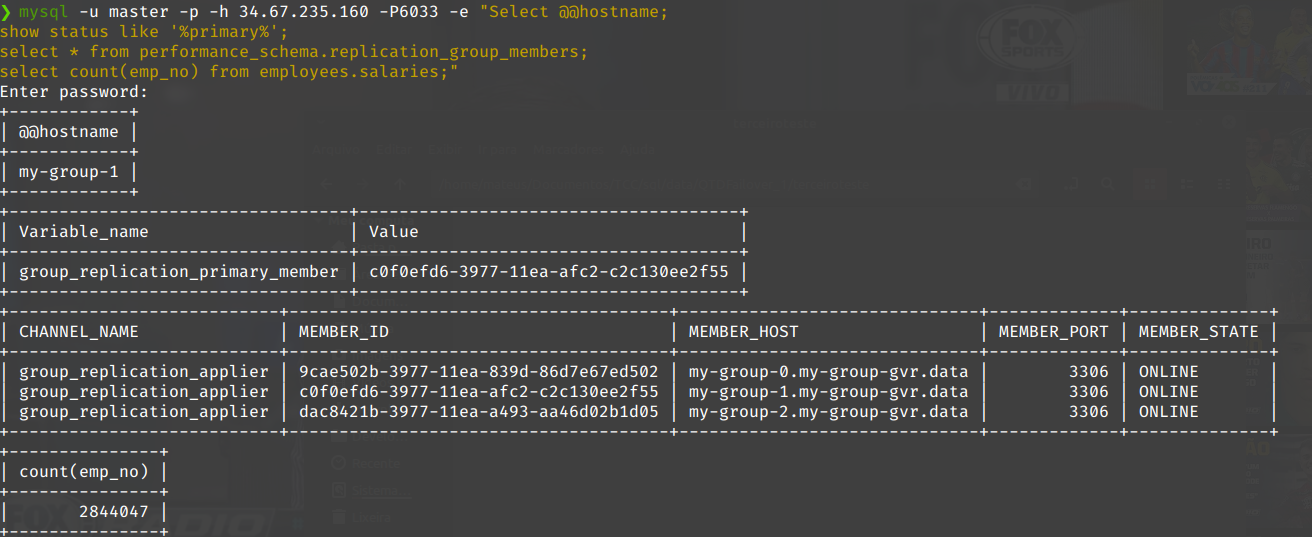 ❯ mysql -u master -p -h 34.67.235.160 -P6033 -e "Select @@hostname;
show status like '%primary%';
select * from performance_schema.replication_group_members;
select count(emp_no) from employees.salaries;"
Enter password:
+------------+
| @@hostname |
+------------+
| my-group-1 |
+------------+
+---------------------------------+--------------------------------------+
| Variable_name                   | Value                                |
+---------------------------------+--------------------------------------+
| group_replication_primary_member | c0f0efd6-3977-11ea-afc2-c2c130ee2f55 |
+---------------------------------+--------------------------------------+
+---------------------------+--------------------------------------+-------------------------------+-------------+--------------+
| CHANNEL_NAME              | MEMBER_ID                            | MEMBER_HOST                   | MEMBER_PORT | MEMBER_STATE |
+---------------------------+--------------------------------------+-------------------------------+-------------+--------------+
| group_replication_applier | 9cae502b-3977-11ea-839d-86d7e67ed502 | my-group-0.my-group-gvr.data |        3306 | ONLINE       |
| group_replication_applier | c0f0efd6-3977-11ea-afc2-c2c130ee2f55 | my-group-1.my-group-gvr.data |        3306 | ONLINE       |
| group_replication_applier | dac8421b-3977-11ea-a493-aa46d02b1d05 | my-group-2.my-group-gvr.data |        3306 | ONLINE       |
+---------------------------+--------------------------------------+-------------------------------+-------------+--------------+
+---------------+
| count(emp_no) |
+---------------+
|       2844047 |
+---------------+
FOX
SPORTS
VIVO